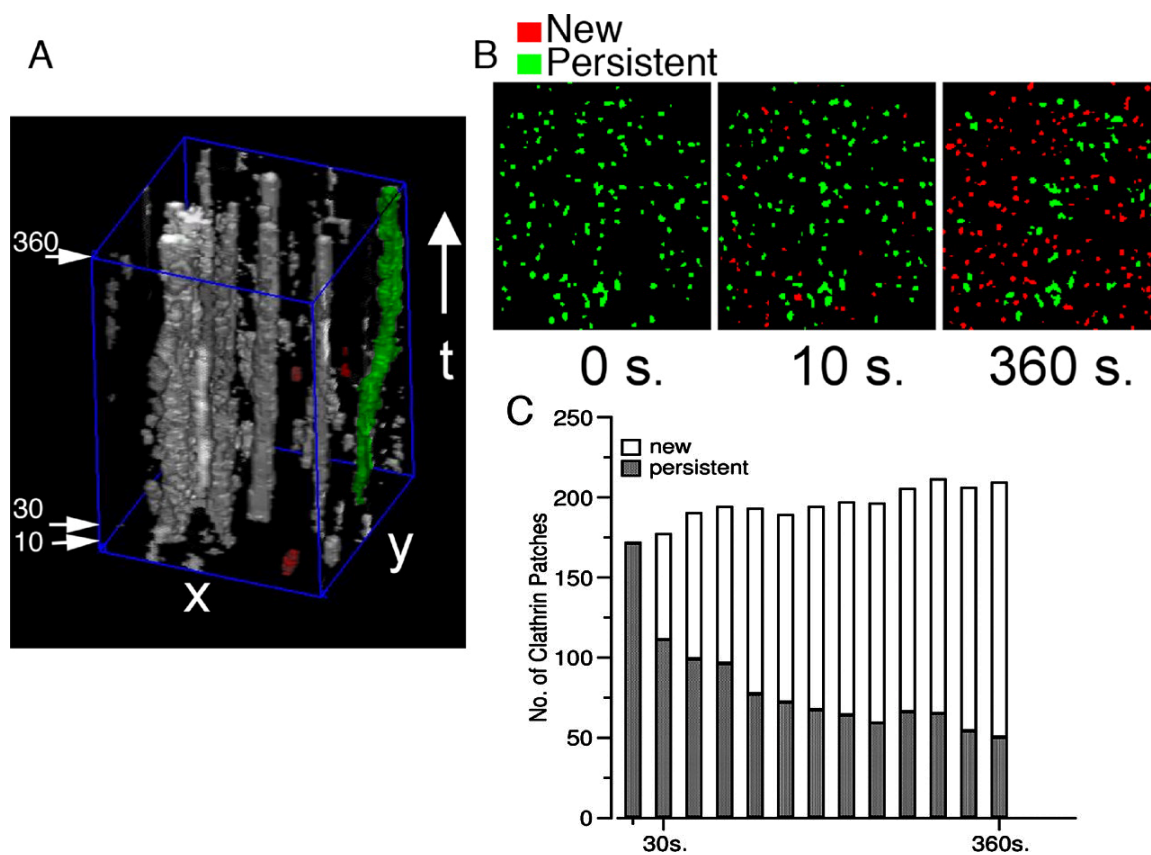 A
360
30
10
x
y
t
B
New
Persistent
0 s.
10 s.
360 s.
C
No. of Clathrin Patches
250
200
150
100
50
0
new
persistent
30s.
360s.